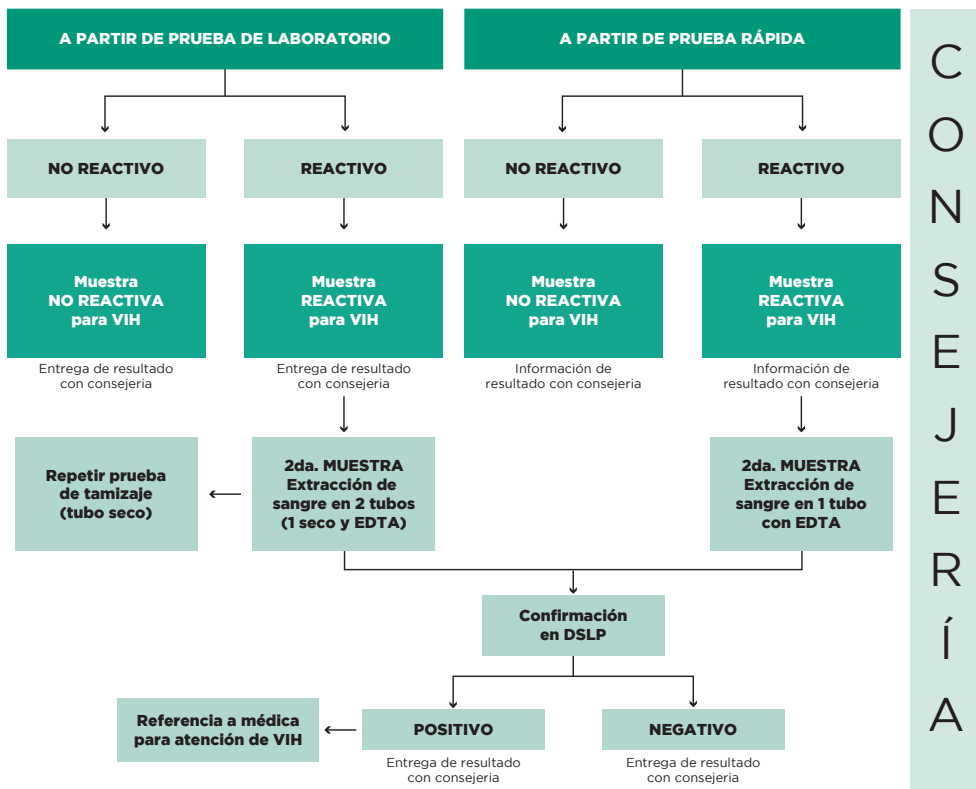 A PARTIR DE PRUEBA DE LABORATORIO
A PARTIR DE PRUEBA RÁPIDA
NO REACTIVO
REACTIVO
NO REACTIVO
REACTIVO
Muestra
NO REACTIVA
para VIH
Muestra
REACTIVA
para VIH
Muestra
NO REACTIVA
para VIH
Muestra
REACTIVA
para VIH
Entrega de resultado
con consejeria
Entrega de resultado
con consejeria
Información de
resultado con consejeria
Información de
resultado con consejeria
Repetir prueba
de tamizaje
(tubo seco)
2da. MUESTRA
Extracción de
sangre en 2 tubos
(1 seco y EDTA)
2da. MUESTRA
Extracción de
sangre en 1 tubo
con EDTA
Confirmación
en DSLP
Referencia a médica
para atención de VIH
POSITIVO
NEGATIVO
Entrega de resultado
con consejeria
Entrega de resultado
con consejeria
CONSEJERÍA